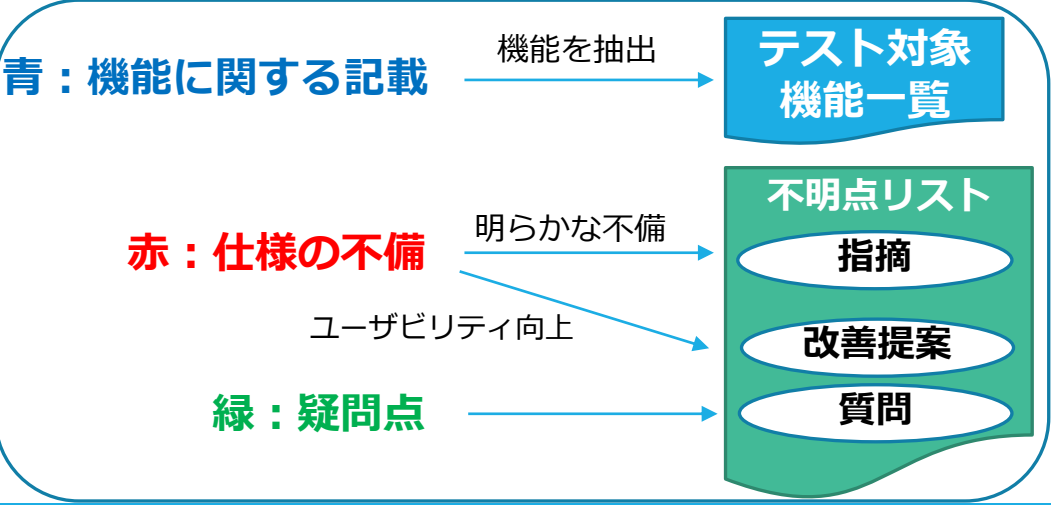 青：機能に関する記載
機能を抽出
テスト対象
機能一覧
不明点リスト
赤：仕様の不備
明らかな不備
指摘
ユーザビリティ向上
改善提案
緑：疑問点
質問